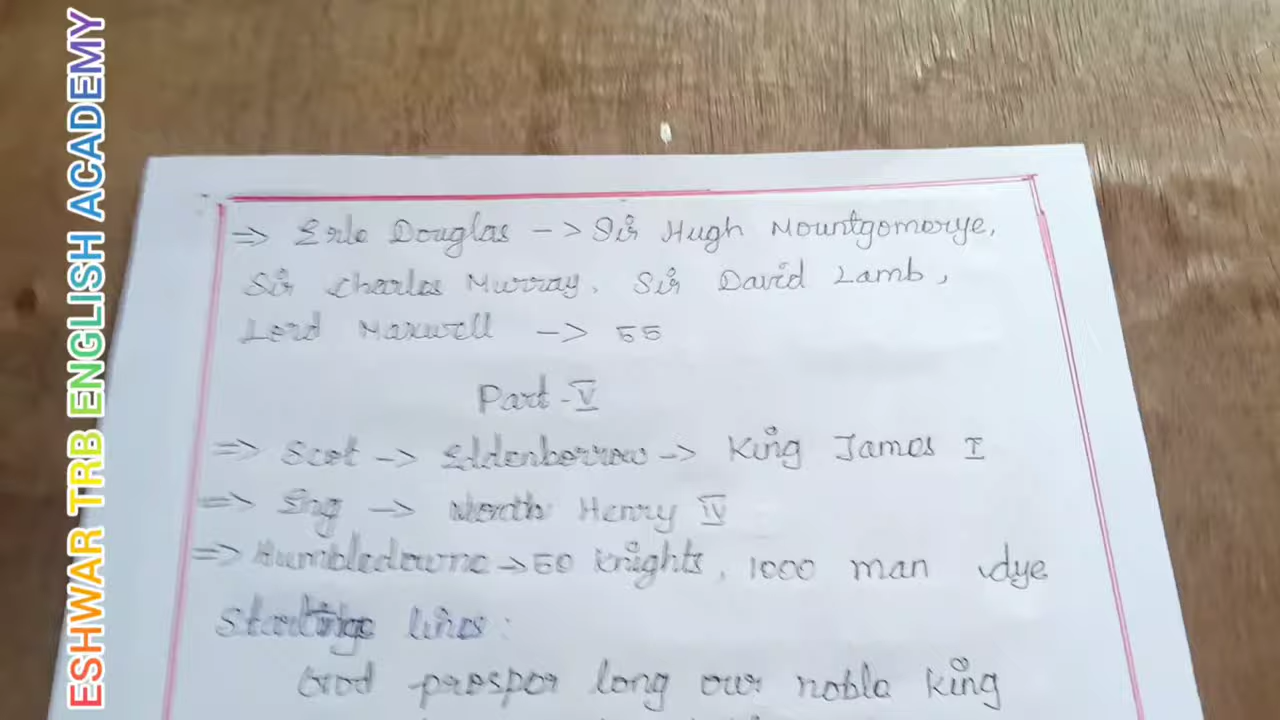 ESHWAR TRB ENGLISH ACADEMY
⇒ Erle Douglas -> Sir Hugh Mountgomorye,
Sir Charles Murray. Sir David Lamb,
Lord Maxwell -> 55
Part - V
=> Scot -> Eddenborrow -> King James I
=> Eng -> North Henry IV
=> Humbledowne -> 50 knights, 1000 man dye
Starting lines:
God prosper long our noble king